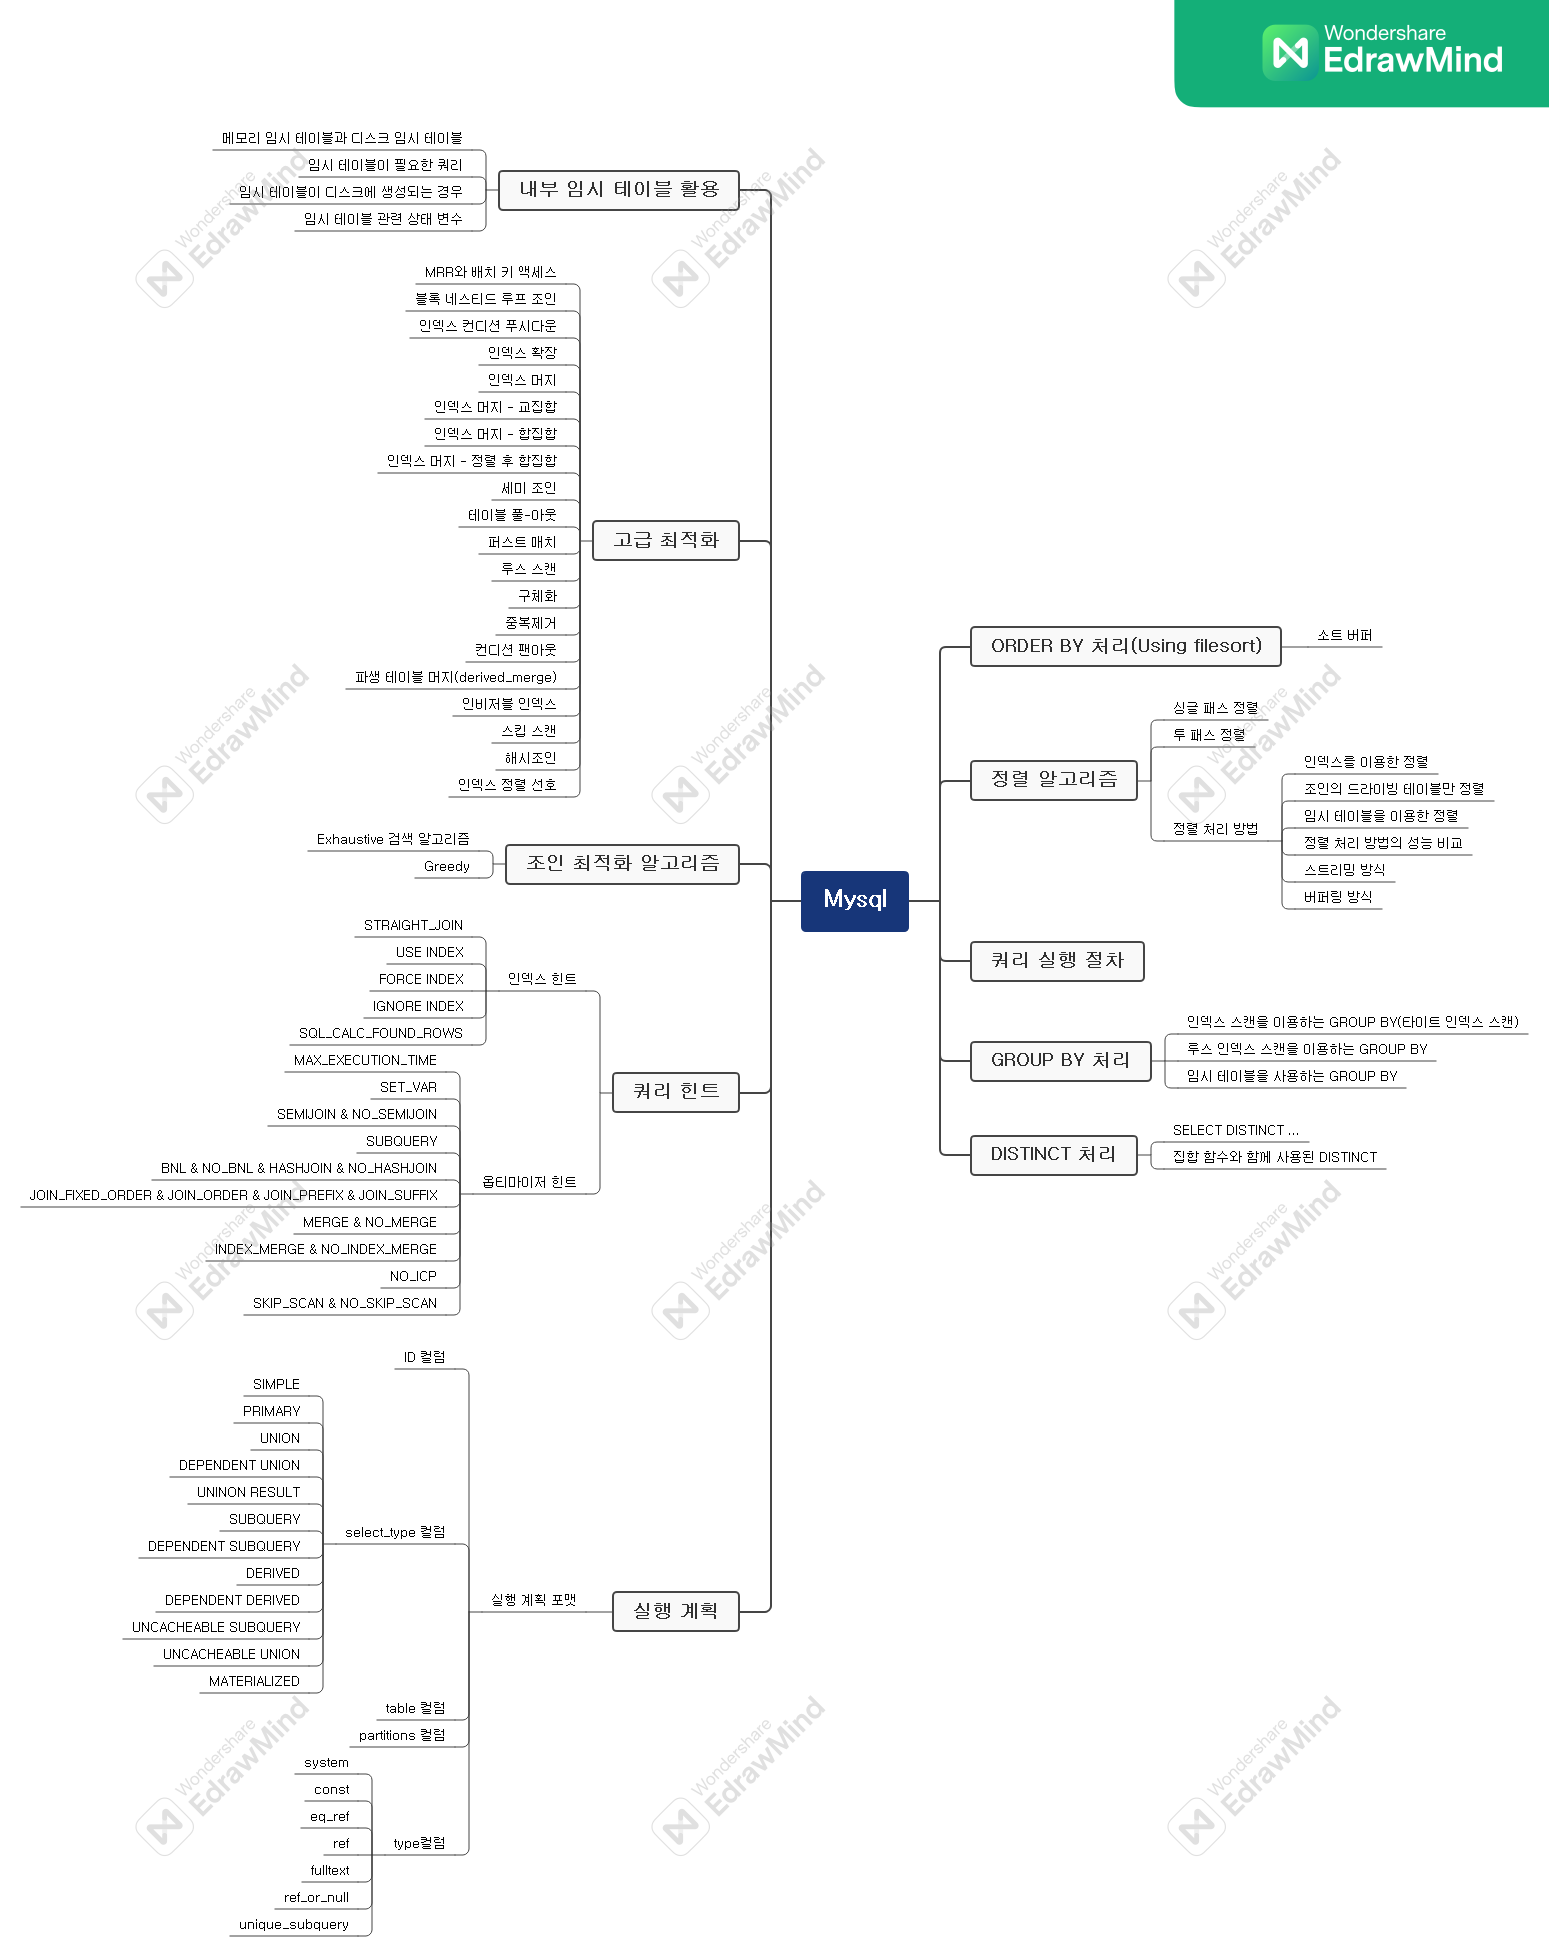 Wondershare
EdrawMind
Mysql
내부 임시 테이블 활용
메모리 임시 테이블과 디스크 임시 테이블
임시 테이블이 필요한 쿼리
임시 테이블이 디스크에 생성되는 경우
임시 테이블 관련 상태 변수
고급 최적화
MRR와 배치 키 액세스
블록 네스티드 루프 조인
인덱스 컨디션 푸시다운
인덱스 확장
인덱스 머지
인덱스 머지 - 교집합
인덱스 머지 - 합집합
인덱스 머지 - 정렬 후 합집합
세미 조인
테이블 풀-아웃
퍼스트 매치
루스 스캔
구체화
중복제거
컨디션 팬아웃
파생 테이블 머지(derived_merge)
인비저블 인덱스
스킵 스캔
해시조인
인덱스 정렬 선호
조인 최적화 알고리즘
Exhaustive 검색 알고리즘
Greedy
쿼리 힌트
인덱스 힌트
STRAIGHT_JOIN
USE INDEX
FORCE INDEX
IGNORE INDEX
SQL_CALC_FOUND_ROWS
옵티마이저 힌트
MAX_EXECUTION_TIME
SET_VAR
SEMIJOIN & NO_SEMIJOIN
SUBQUERY
BNL & NO_BNL & HASHJOIN & NO_HASHJOIN
JOIN_FIXED_ORDER & JOIN_ORDER & JOIN_PREFIX & JOIN_SUFFIX
MERGE & NO_MERGE
INDEX_MERGE & NO_INDEX_MERGE
NO_ICP
SKIP_SCAN & NO_SKIP_SCAN
실행 계획
실행 계획 포맷
ID 컬럼
select_type 컬럼
SIMPLE
PRIMARY
UNION
DEPENDENT UNION
UNINON RESULT
SUBQUERY
DEPENDENT SUBQUERY
DERIVED
DEPENDENT DERIVED
UNCACHEABLE SUBQUERY
UNCACHEABLE UNION
MATERIALIZED
table 컬럼
partitions 컬럼
type컬럼
system
const
eq_ref
ref
fulltext
ref_or_null
unique_subquery
ORDER BY 처리(Using filesort)
소트 버퍼
정렬 알고리즘
싱글 패스 정렬
투 패스 정렬
정렬 처리 방법
인덱스를 이용한 정렬
조인의 드라이빙 테이블만 정렬
임시 테이블을 이용한 정렬
정렬 처리 방법의 성능 비교
스트리밍 방식
버퍼링 방식
쿼리 실행 절차
GROUP BY 처리
인덱스 스캔을 이용하는 GROUP BY(타이트 인덱스 스캔)
루스 인덱스 스캔을 이용하는 GROUP BY
임시 테이블을 사용하는 GROUP BY
DISTINCT 처리
SELECT DISTINCT ...
집합 함수와 함께 사용된 DISTINCT